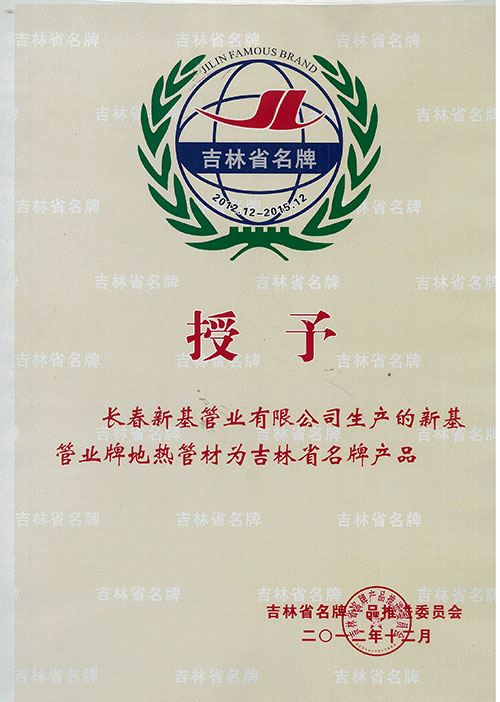 JILIN FAMOUS BRAND
吉林省名牌
2012.12-2015.12
授 予
长春新基管业有限公司生产的新基
管业牌地热管材为吉林省名牌产品
吉林省名牌产品推进委员会
二〇一二年十二月